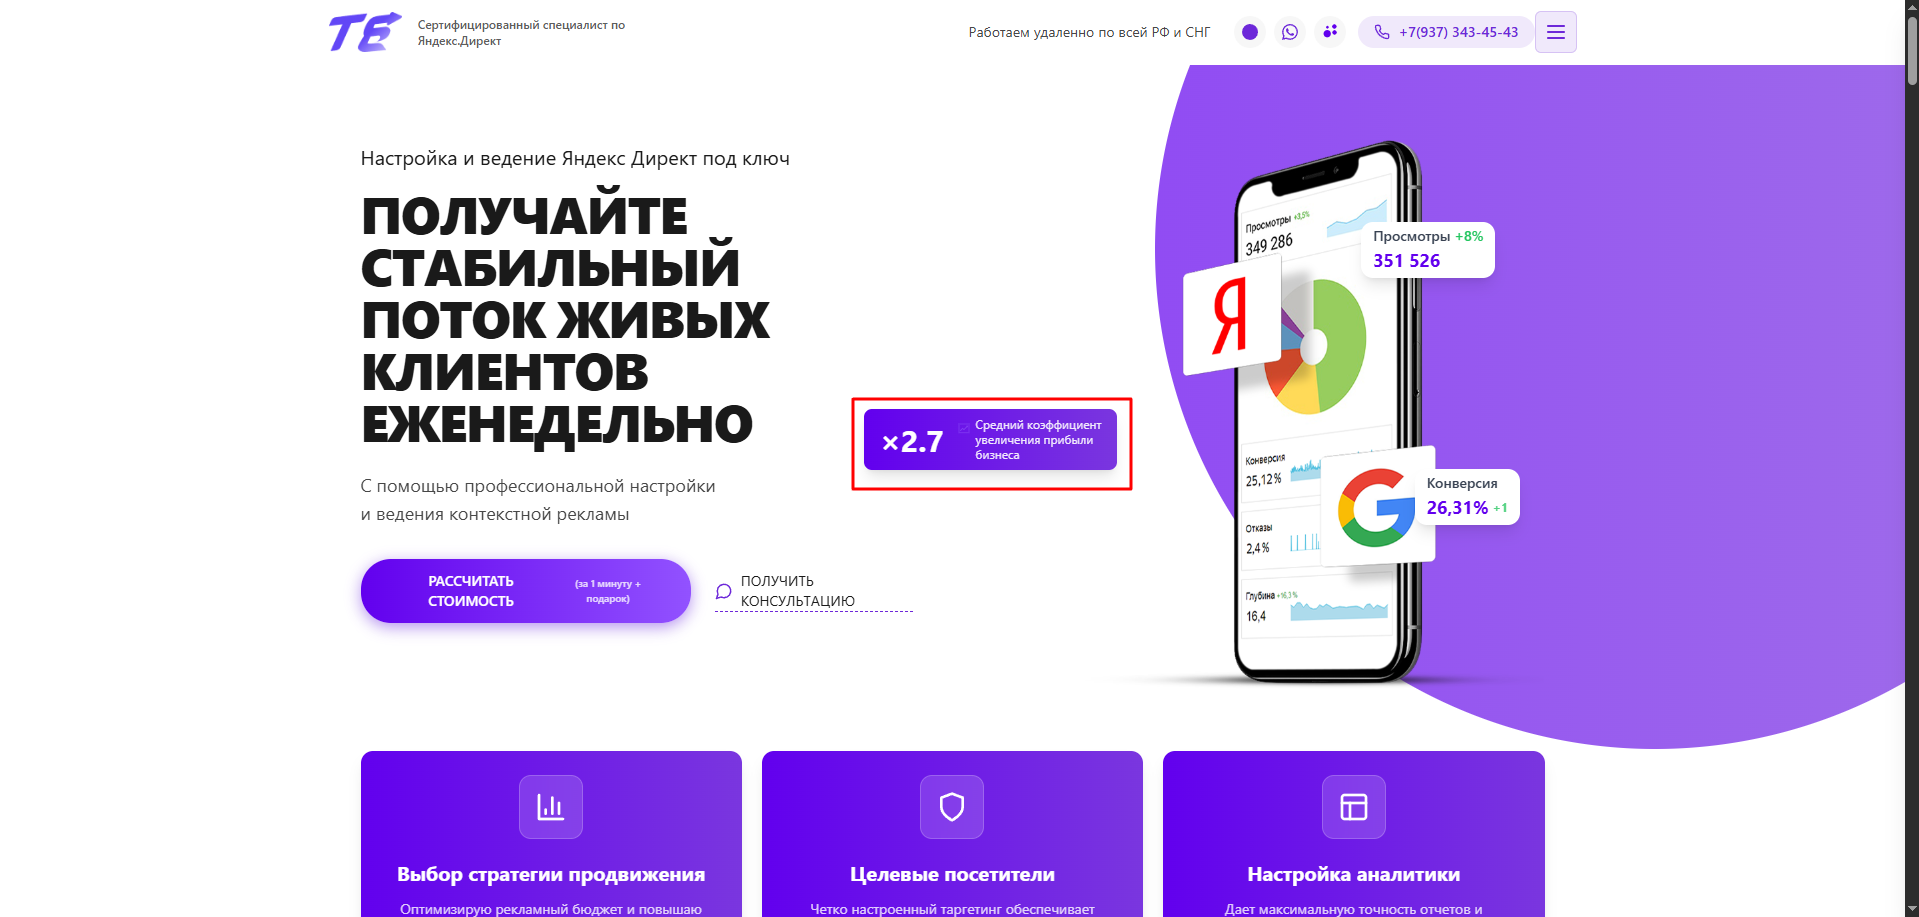 ТЕ
Сертифицированный специалист по
Яндекс.Директ
Работаем удаленно по всей РФ и СНГ
+7(937) 343-45-43
Настройка и ведение Яндекс Директ под ключ
ПОЛУЧАЙТЕ
СТАБИЛЬНЫЙ
ПОТОК ЖИВЫХ
КЛИЕНТОВ
ЕЖЕНЕДЕЛЬНО
С помощью профессиональной настройки
и ведения контекстной рекламы
РАССЧИТАТЬ
СТОИМОСТЬ
(за 1 минуту +
подарок)
ПОЛУЧИТЬ
КОНСУЛЬТАЦИЮ
×2.7
Средний коэффициент
увеличения прибыли
бизнеса
Просмотры +3,5%
349 286
Просмотры +8%
351 526
Я
Конверсия
25,12%
G
Конверсия
26,31% +1
Отказы
2,4%
Глубина +16,3%
16,4
Выбор стратегии продвижения
Оптимизирую рекламный бюджет и повышаю
Целевые посетители
Четко настроенный таргетинг обеспечивает
Настройка аналитики
Дает максимальную точность отчетов и